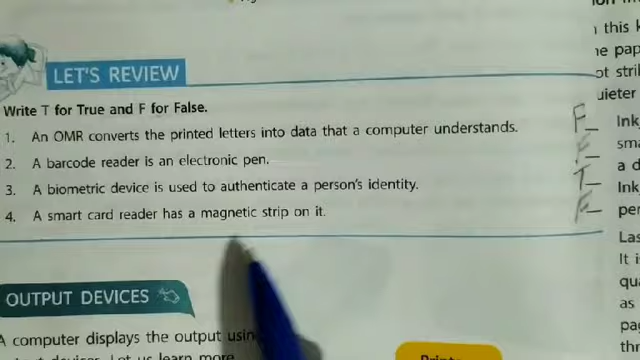 LET'S REVIEW
Write T for True and F for False.
1. An OMR converts the printed letters into data that a computer understands. F
2. A barcode reader is an electronic pen. F
3. A biometric device is used to authenticate a person's identity. T
4. A smart card reader has a magnetic strip on it. F
OUTPUT DEVICES
A computer displays the output usin
this
pap
ot stri
uieter
Ink
sma
a d
Ink
per
Las
It i
qua
as
pag
thr